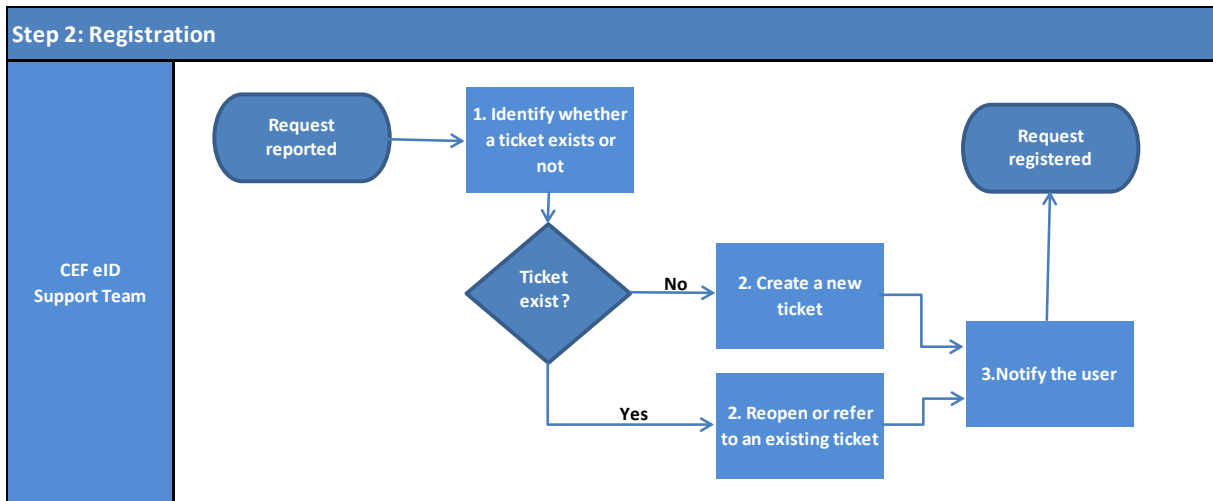 Step 2: Registration
CEF eID
Support Team
Request
reported
1. Identify whether
a ticket exists or
not
Request
registered
Ticket
exist ?
No
2. Create a new
ticket
3.Notify the user
Yes
2. Reopen or refer
to an existing ticket